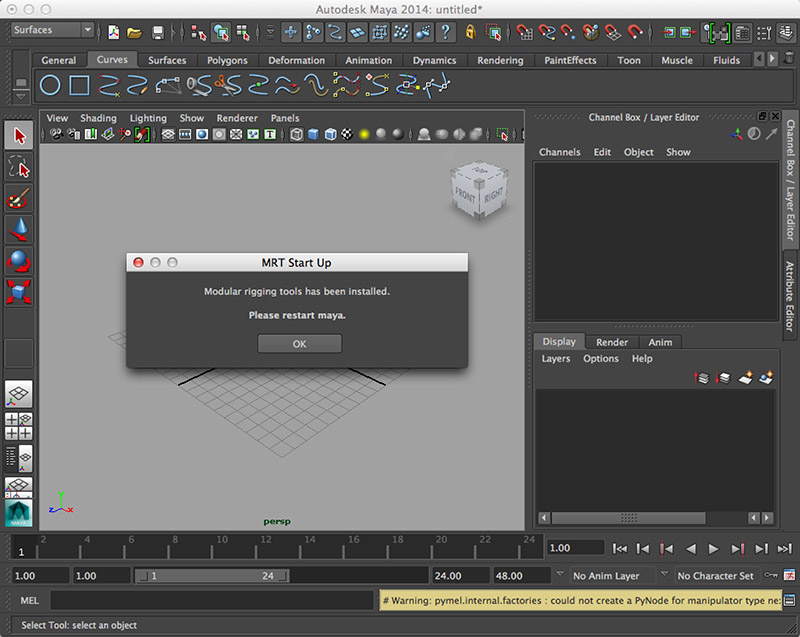 Autodesk Maya 2014: untitled*
Surfaces
General Curves Surfaces Polygons Deformation Animation Dynamics Rendering PaintEffects Toon Muscle Fluids
View Shading Lighting Show Renderer Panels
Channel Box / Layer Editor
Channels Edit Object Show
Channel Box / Layer Editor
Attribute Editor
FRONT RIGHT
MRT Start Up
Modular rigging tools has been installed.
Please restart maya.
OK
Display Render Anim
Layers Options Help
persp
y
z x
2 4 6 8 10 12 14 16 18 20 22 24
1
1.00
1.00 1.00 1 24 24.00 48.00 No Anim Layer No Character Set
MEL # Warning: pymel.internal.factories : could not create a PyNode for manipulator type ne
Select Tool: select an object